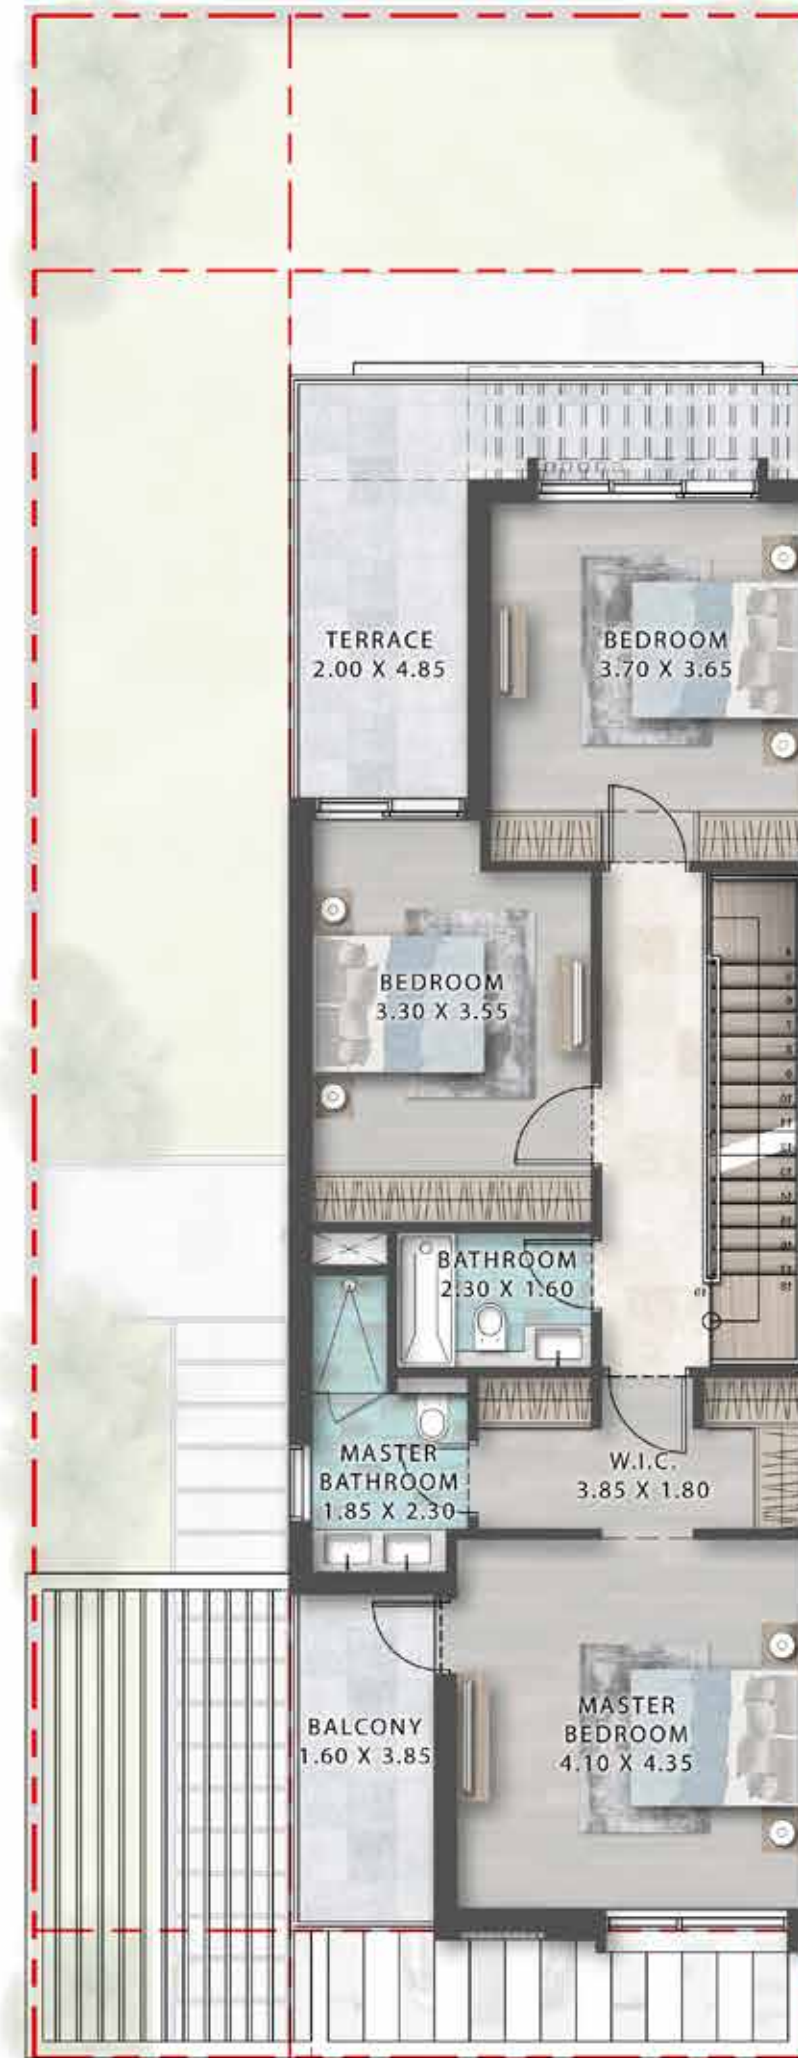 TERRACE
2.00 X 4.85
BEDROOM
3.70 X 3.65
BEDROOM
3.30 X 3.55
BATHROOM
2.30 X 1.60
MASTER
BATHROOM
1.85 X 2.30
W.I.C.
3.85 X 1.80
BALCONY
1.60 X 3.85
MASTER
BEDROOM
4.10 X 4.35